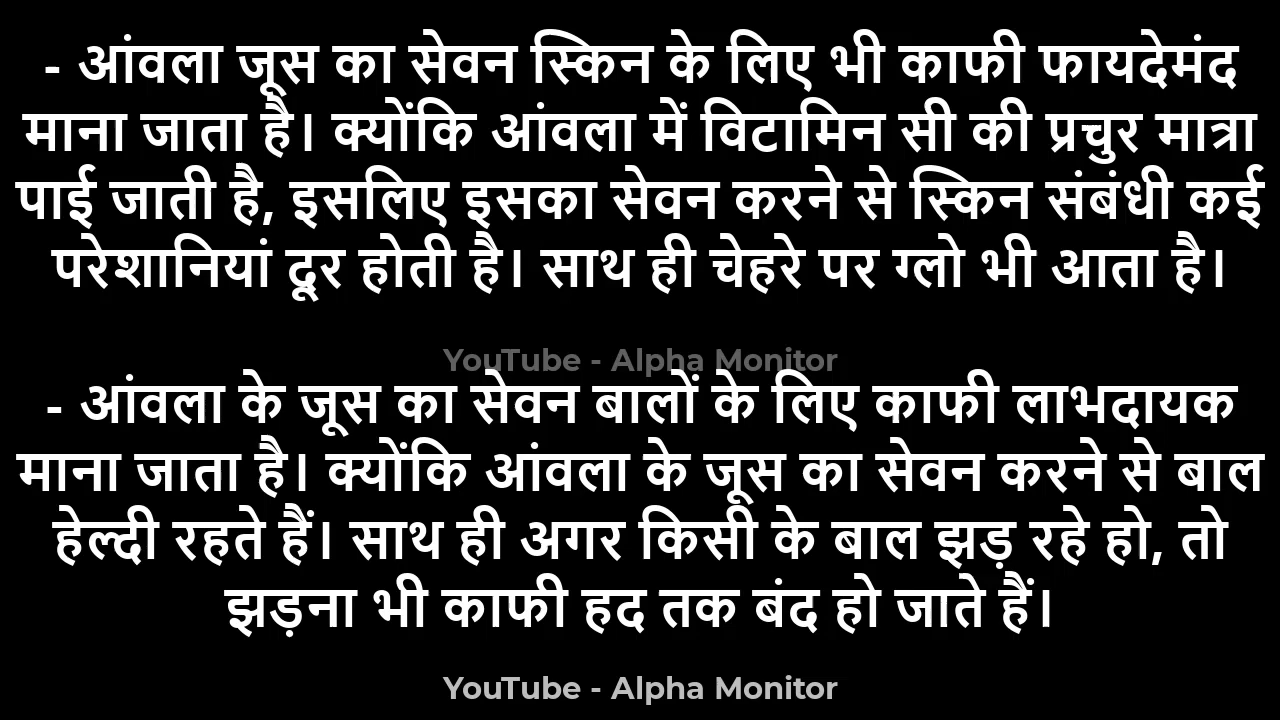 - आंवला जूस का सेवन स्किन के लिए भी काफी फायदेमंद
माना जाता है। क्योंकि आंवला में विटामिन सी की प्रचुर मात्रा
पाई जाती है, इसलिए इसका सेवन करने से स्किन संबंधी कई
परेशानियां दूर होती है। साथ ही चेहरे पर ग्लो भी आता है।
YouTube - Alpha Monitor
- आंवला के जूस का सेवन बालों के लिए काफी लाभदायक
माना जाता है। क्योंकि आंवला के जूस का सेवन करने से बाल
हेल्दी रहते हैं। साथ ही अगर किसी के बाल झड़ रहे हो, तो
झड़ना भी काफी हद तक बंद हो जाते हैं।
YouTube - Alpha Monitor